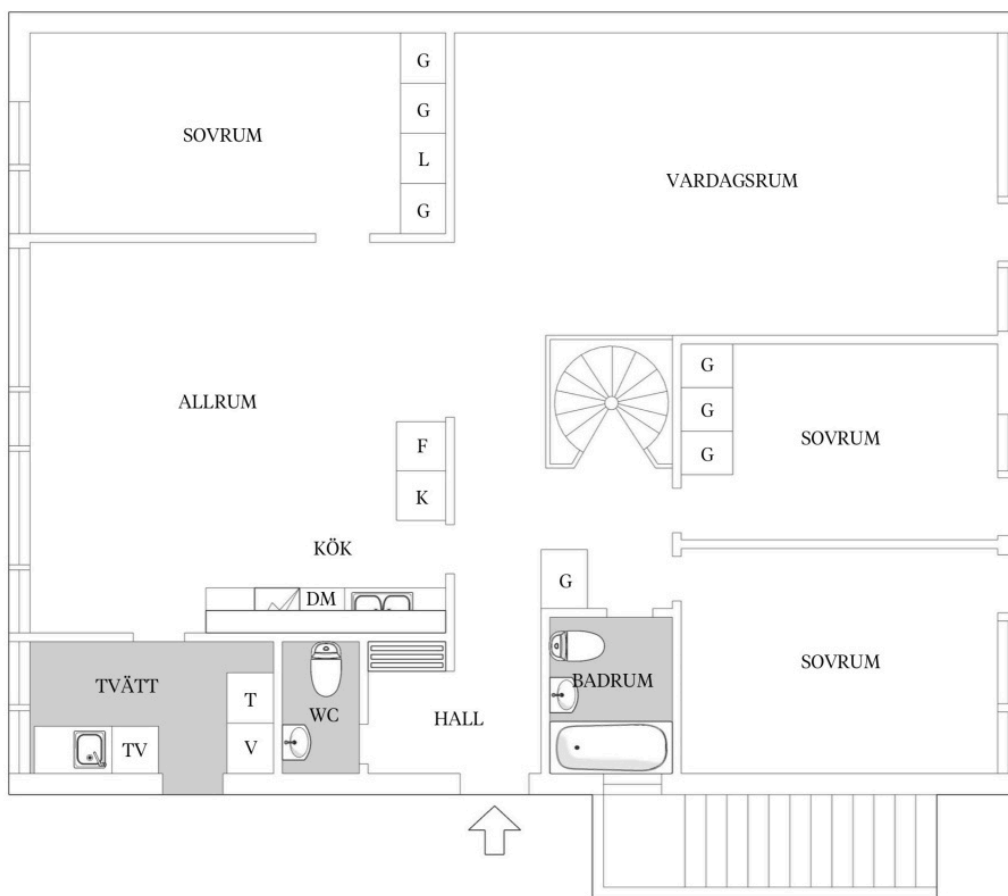 G
G
SOVRUM
L
VARDAGSRUM
G
G
ALLRUM
G
F
SOVRUM
G
K
KÖK
G
DM
SOVRUM
TVÄTT
BADRUM
T
WC
HALL
TV
V